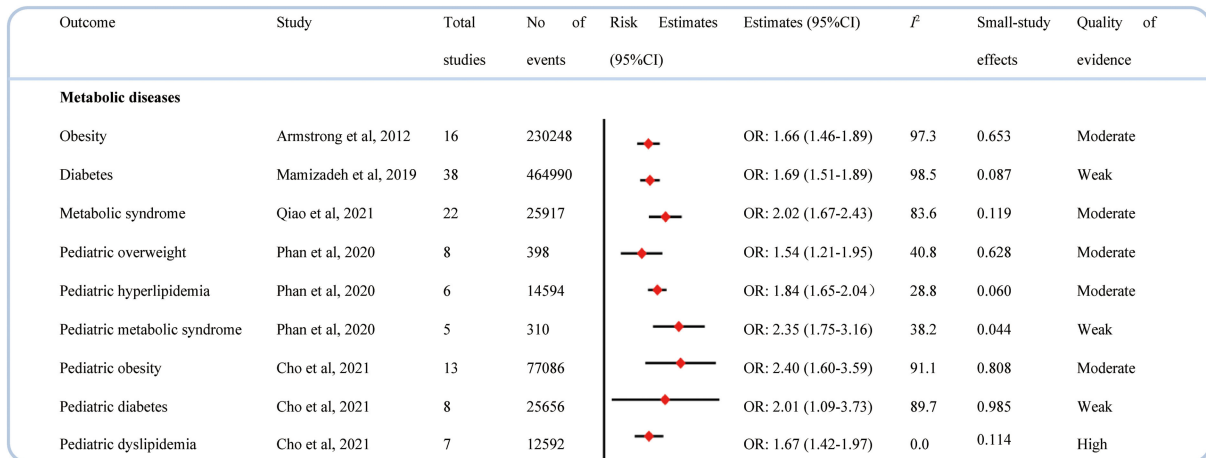 Outcome Study Total No of Risk Estimates Estimates (95%CI) I² Small-study Quality of
studies events (95%CI) effects evidence
Metabolic diseases
Obesity Armstrong et al, 2012 16 230248 OR: 1.66 (1.46-1.89) 97.3 0.653 Moderate
Diabetes Mamizadeh et al, 2019 38 464990 OR: 1.69 (1.51-1.89) 98.5 0.087 Weak
Metabolic syndrome Qiao et al, 2021 22 25917 OR: 2.02 (1.67-2.43) 83.6 0.119 Moderate
Pediatric overweight Phan et al, 2020 8 398 OR: 1.54 (1.21-1.95) 40.8 0.628 Moderate
Pediatric hyperlipidemia Phan et al, 2020 6 14594 OR: 1.84 (1.65-2.04） 28.8 0.060 Moderate
Pediatric metabolic syndrome Phan et al, 2020 5 310 OR: 2.35 (1.75-3.16) 38.2 0.044 Weak
Pediatric obesity Cho et al, 2021 13 77086 OR: 2.40 (1.60-3.59) 91.1 0.808 Moderate
Pediatric diabetes Cho et al, 2021 8 25656 OR: 2.01 (1.09-3.73) 89.7 0.985 Weak
Pediatric dyslipidemia Cho et al, 2021 7 12592 OR: 1.67 (1.42-1.97) 0.0 0.114 High